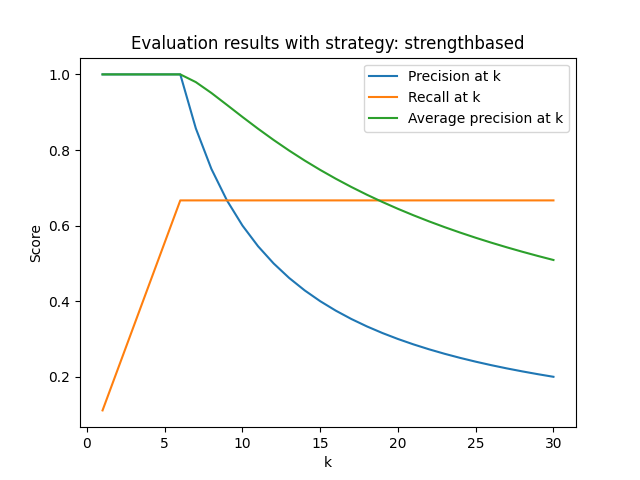 Evaluation results with strategy: strengthbased
Precision at k
Recall at k
Average precision at k
Score
1.0
0.8
0.6
0.4
0.2
0 5 10 15 20 25 30
k